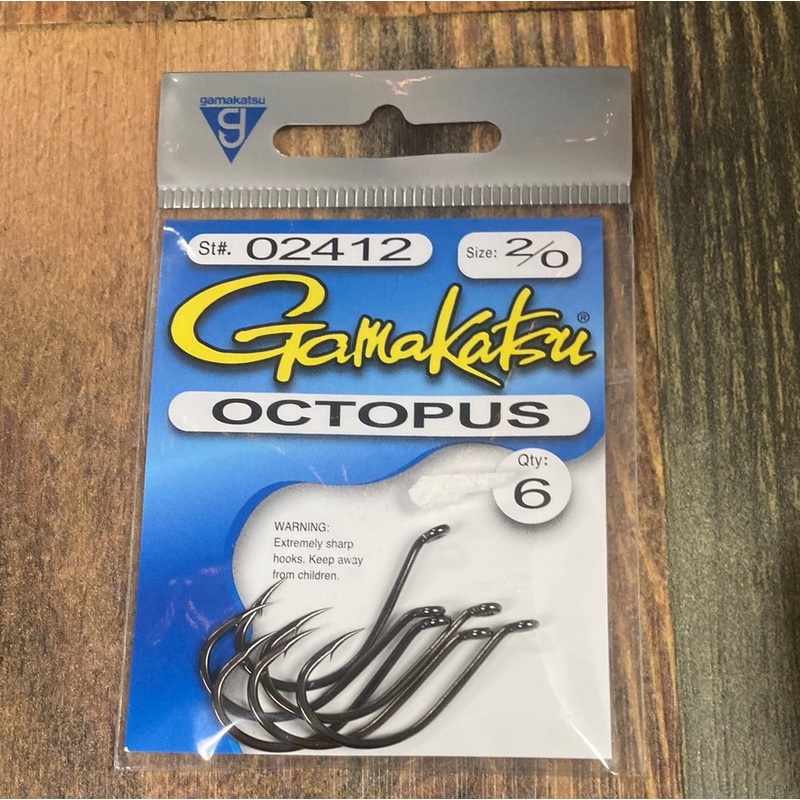 gamakatsu
g
St#. 02412
Size: 2/0
Gamakatsu®
OCTOPUS
Qty:
6
WARNING:
Extremely sharp
hooks. Keep away
from children.